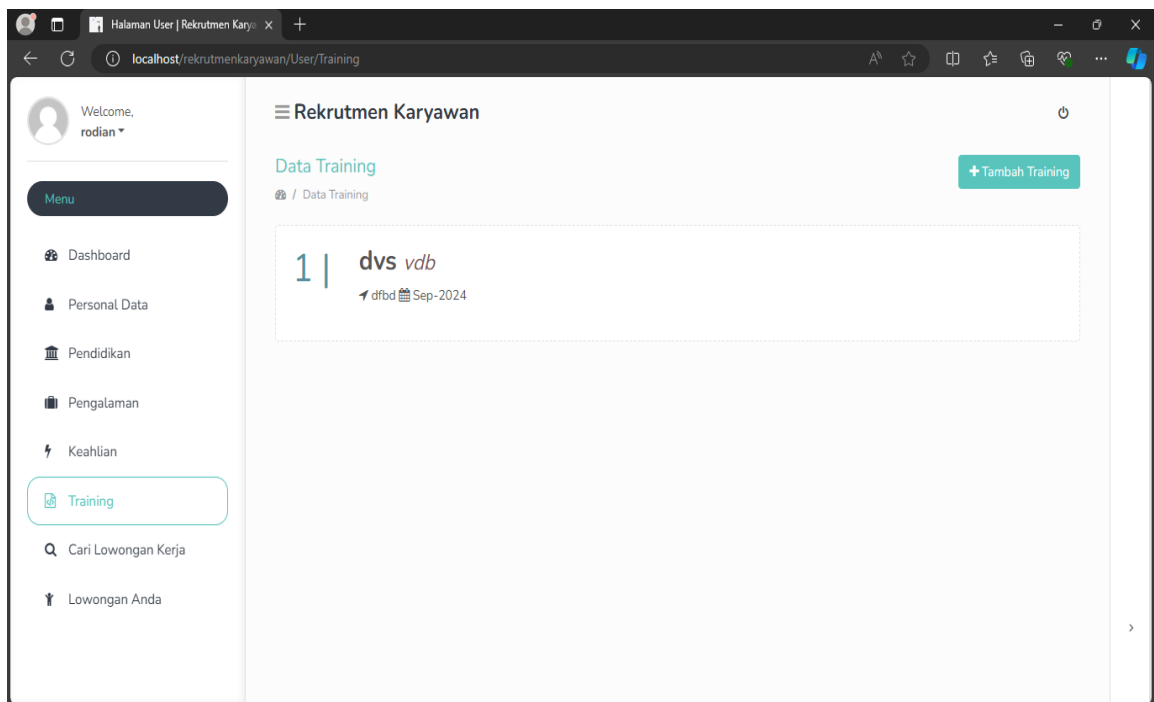 Halaman User | Rekrutmen Karya
localhost/rekrutmenkaryawan/User/Training
Welcome,
rodian
Menu
Dashboard
Personal Data
Pendidikan
Pengalaman
Keahlian
Training
Cari Lowongan Kerja
Lowongan Anda
Rekrutmen Karyawan
Data Training
/ Data Training
+ Tambah Training
1 | dvs vdb
dfbd Sep-2024